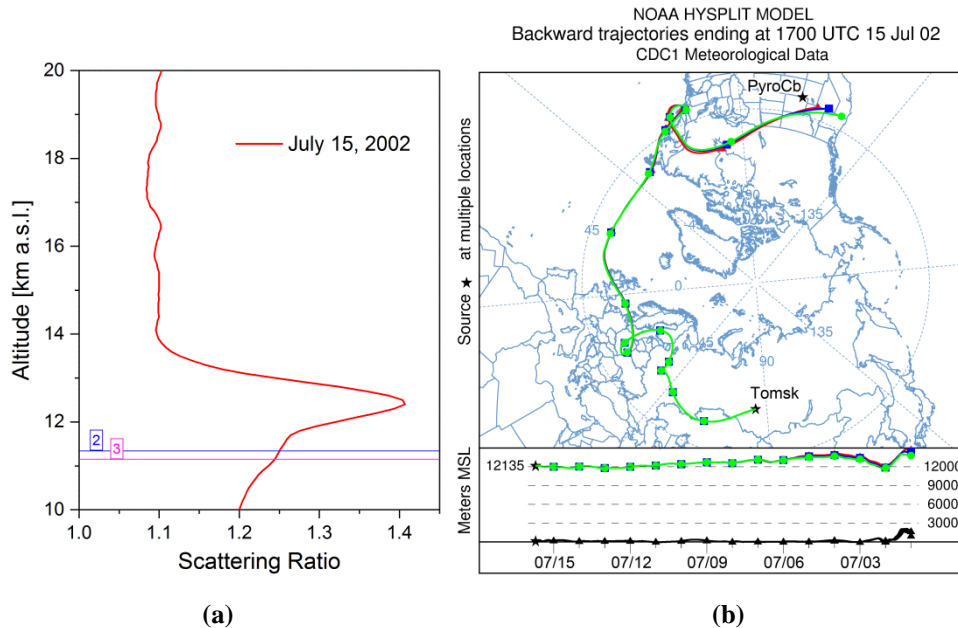 (a)
20
18
16
14
12
10
Altitude [km a.s.l.]
July 15, 2002
2
3
1.0 1.1 1.2 1.3 1.4
Scattering Ratio
(a)
NOAA HYSPLIT MODEL
Backward trajectories ending at 1700 UTC 15 Jul 02
CDC1 Meteorological Data
Source ★ at multiple locations
PyroCb
90
135
45
-4
45
0
135
45
90
Tomsk
Meters MSL
12135
12000
9000
6000
3000
07/15 07/12 07/09 07/06 07/03
(b)